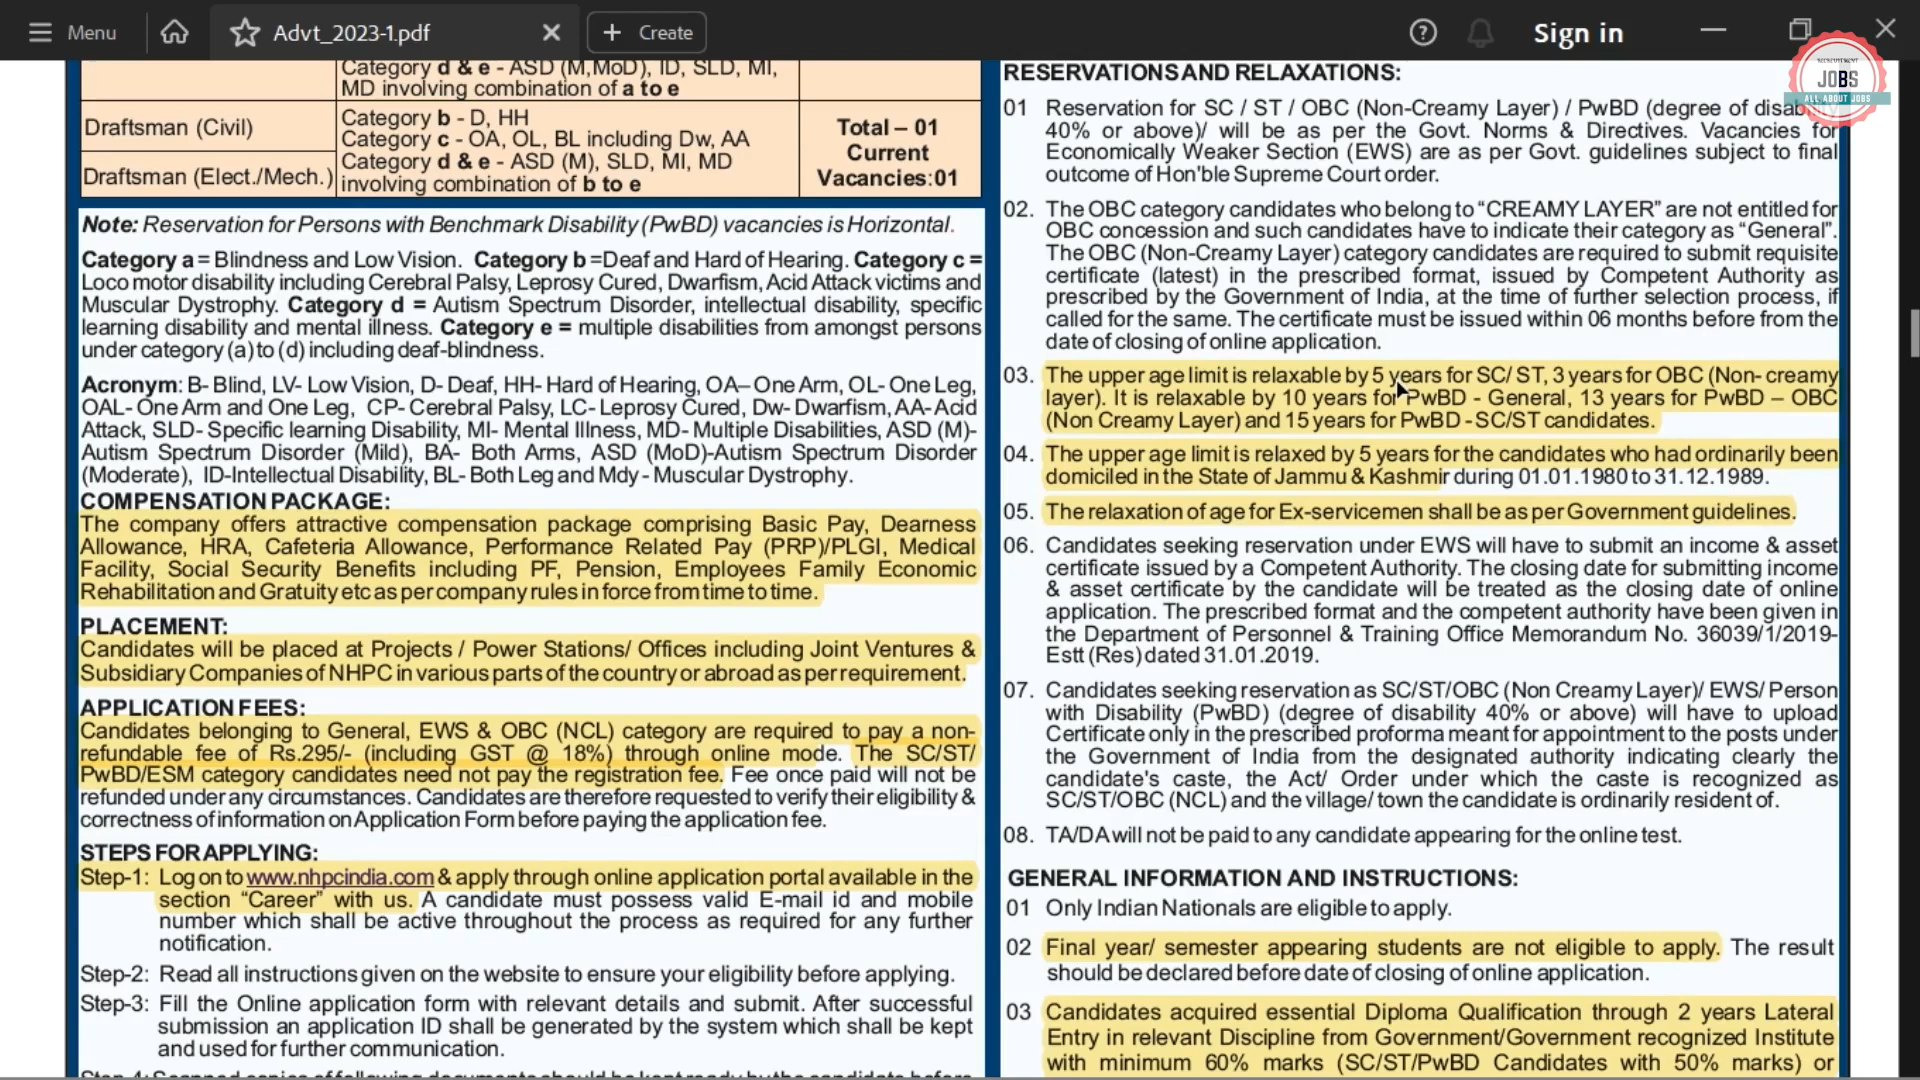 Menu
Advt_2023-1.pdf
Create
Sign in
JOBS
ALL ABOUT JOBS
Category d & e - ASD (M,MoD), ID, SLD, MI,
MD involving combination of a to e
Draftsman (Civil)
Draftsman (Elect./Mech.)
Category b - D, HH
Category c - OA, OL, BL including Dw, AA
Category d & e - ASD (M), SLD, MI, MD
involving combination of b to e
Total – 01
Current
Vacancies:01
Note: Reservation for Persons with Benchmark Disability (PwBD) vacancies is Horizontal.
Category a = Blindness and Low Vision. Category b =Deaf and Hard of Hearing. Category c =
Loco motor disability including Cerebral Palsy, Leprosy Cured, Dwarfism, Acid Attack victims and
Muscular Dystrophy. Category d = Autism Spectrum Disorder, intellectual disability, specific
learning disability and mental illness. Category e = multiple disabilities from amongst persons
under category (a) to (d) including deaf-blindness.
Acronym: B- Blind, LV- Low Vision, D- Deaf, HH- Hard of Hearing, OA– One Arm, OL- One Leg,
OAL- One Arm and One Leg, CP- Cerebral Palsy, LC- Leprosy Cured, Dw- Dwarfism, AA- Acid
Attack, SLD- Specific learning Disability, MI- Mental Illness, MD- Multiple Disabilities, ASD (M)-
Autism Spectrum Disorder (Mild), BA- Both Arms, ASD (MoD)-Autism Spectrum Disorder
(Moderate), ID-Intellectual Disability, BL- Both Leg and Mdy - Muscular Dystrophy.
COMPENSATION PACKAGE:
The company offers attractive compensation package comprising Basic Pay, Dearness
Allowance, HRA, Cafeteria Allowance, Performance Related Pay (PRP)/PLGI, Medical
Facility, Social Security Benefits including PF, Pension, Employees Family Economic
Rehabilitation and Gratuity etc as per company rules in force from time to time.
PLACEMENT:
Candidates will be placed at Projects / Power Stations/ Offices including Joint Ventures &
Subsidiary Companies of NHPC in various parts of the country or abroad as per requirement.
APPLICATION FEES:
Candidates belonging to General, EWS & OBC (NCL) category are required to pay a non-
refundable fee of Rs.295/- (including GST @ 18%) through online mode. The SC/ST/
PwBD/ESM category candidates need not pay the registration fee. Fee once paid will not be
refunded under any circumstances. Candidates are therefore requested to verify their eligibility &
correctness of information on Application Form before paying the application fee.
STEPS FOR APPLYING:
Step-1: Log on to www.nhpcindia.com & apply through online application portal available in the
section “Career” with us. A candidate must possess valid E-mail id and mobile
number which shall be active throughout the process as required for any further
notification.
Step-2: Read all instructions given on the website to ensure your eligibility before applying.
Step-3: Fill the Online application form with relevant details and submit. After successful
submission an application ID shall be generated by the system which shall be kept
and used for further communication.
RESERVATIONS AND RELAXATIONS:
01 Reservation for SC / ST / OBC (Non-Creamy Layer) / PwBD (degree of
40% or above)/ will be as per the Govt. Norms & Directives. Vacancies for
Economically Weaker Section (EWS) are as per Govt. guidelines subject to final
outcome of Hon'ble Supreme Court order.
02. The OBC category candidates who belong to “CREAMY LAYER” are not entitled for
OBC concession and such candidates have to indicate their category as “General”.
The OBC (Non-Creamy Layer) category candidates are required to submit requisite
certificate (latest) in the prescribed format, issued by Competent Authority as
prescribed by the Government of India, at the time of further selection process, if
called for the same. The certificate must be issued within 06 months before from the
date of closing of online application.
03. The upper age limit is relaxable by 5 years for SC/ ST, 3 years for OBC (Non- creamy
layer). It is relaxable by 10 years for PwBD - General, 13 years for PwBD – OBC
(Non Creamy Layer) and 15 years for PwBD - SC/ST candidates.
04. The upper age limit is relaxed by 5 years for the candidates who had ordinarily been
domiciled in the State of Jammu & Kashmir during 01.01.1980 to 31.12.1989.
05. The relaxation of age for Ex-servicemen shall be as per Government guidelines.
06. Candidates seeking reservation under EWS will have to submit an income & asset
certificate issued by a Competent Authority. The closing date for submitting income
& asset certificate by the candidate will be treated as the closing date of online
application. The prescribed format and the competent authority have been given in
the Department of Personnel & Training Office Memorandum No. 36039/1/2019-
Estt (Res) dated 31.01.2019.
07. Candidates seeking reservation as SC/ST/OBC (Non Creamy Layer)/ EWS/ Person
with Disability (PwBD) (degree of disability 40% or above) will have to upload
Certificate only in the prescribed proforma meant for appointment to the posts under
the Government of India from the designated authority indicating clearly the
candidate's caste, the Act/ Order under which the caste is recognized as
SC/ST/OBC (NCL) and the village/ town the candidate is ordinarily resident of.
08. TA/DA will not be paid to any candidate appearing for the online test.
GENERAL INFORMATION AND INSTRUCTIONS:
01 Only Indian Nationals are eligible to apply.
02 Final year/ semester appearing students are not eligible to apply. The result
should be declared before date of closing of online application.
03 Candidates acquired essential Diploma Qualification through 2 years Lateral
Entry in relevant Discipline from Government/Government recognized Institute
with minimum 60% marks (SC/ST/PwBD Candidates with 50% marks) or